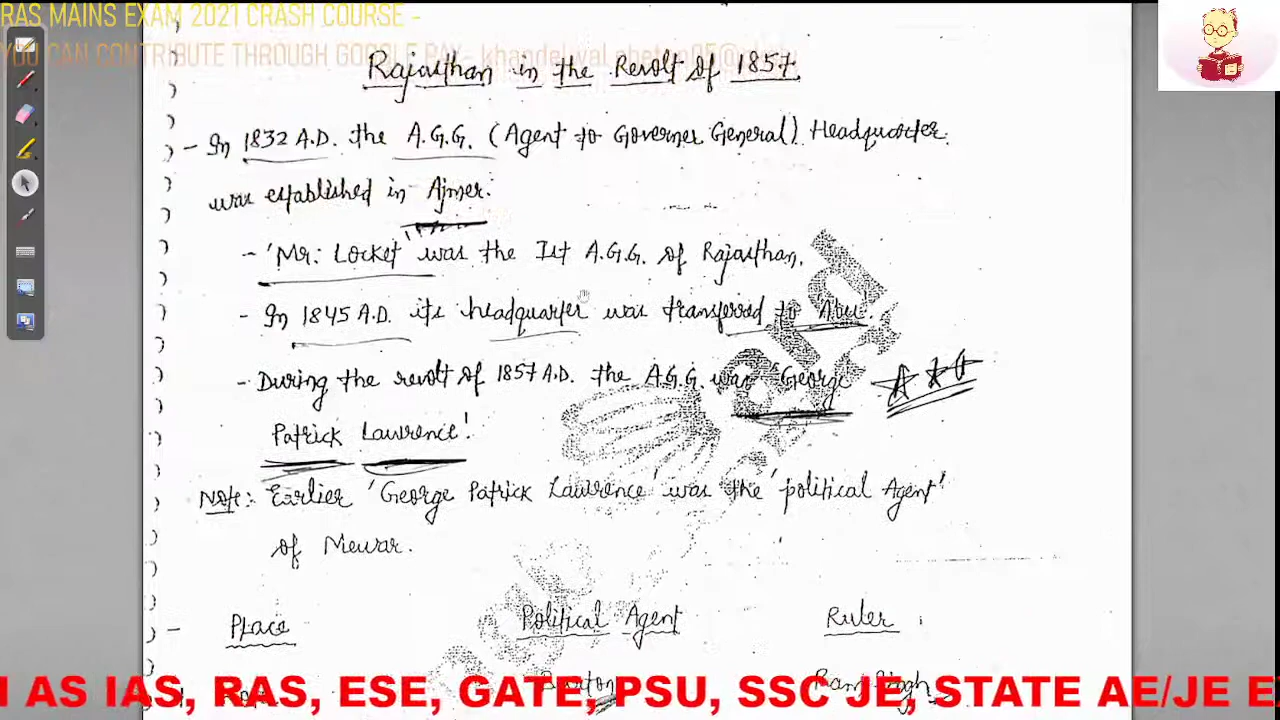 RAS MAINS EXAM 2021 CRASH COURSE -
YOU CAN CONTRIBUTE THROUGH GOOGLE PAY-
Rajasthan in the Revolt of 1857.
- In 1832 A.D. the A.G.G. (Agent to Governer General) Headquarter
was established in Ajmer.
- 'Mr. Locket' was the Ist A.G.G. of Rajasthan.
- In 1845 A.D. its headquarter was transferred to Abu.
- During the revolt of 1857 A.D. the A.G.G. was 'George
Patrick Lawrence'.
Note: Earlier 'George Patrick Lawrence' was the 'political Agent'
of Mewar.
- Place Political Agent Ruler
Burton Ram Singh
AS IAS, RAS, ESE, GATE, PSU, SSC JE, STATE AE/JE